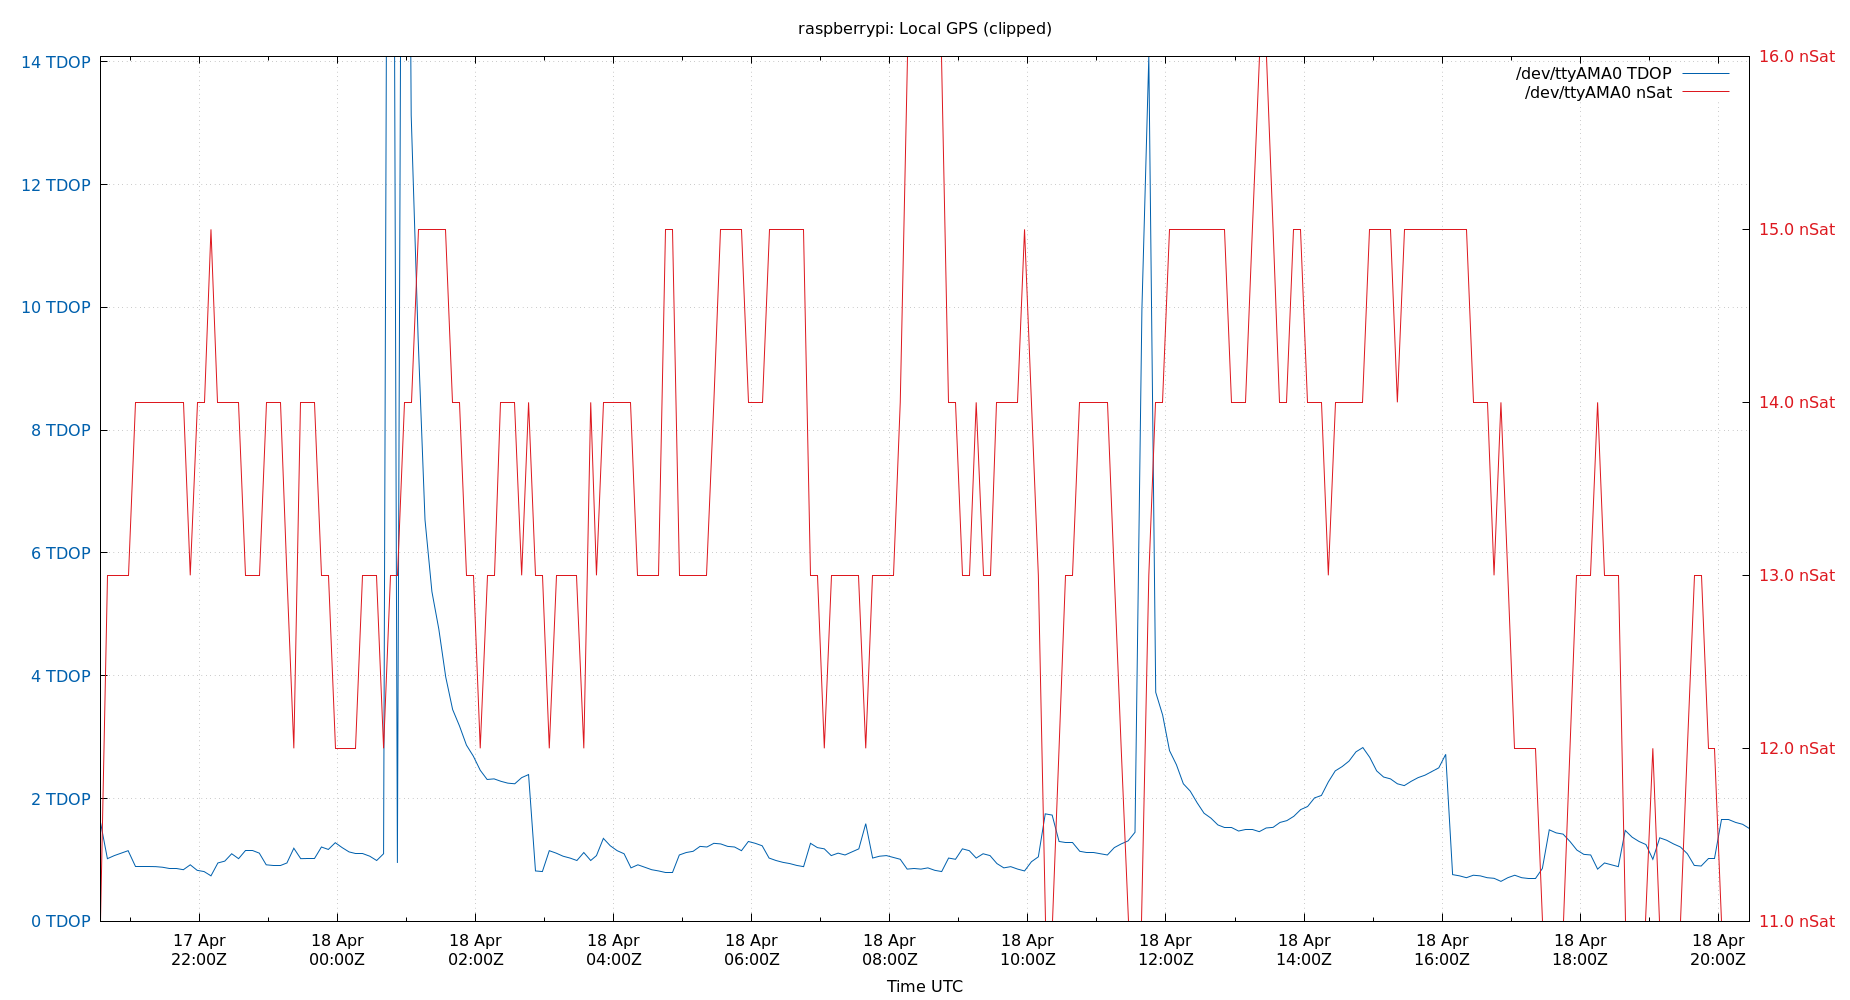 raspberrypi: Local GPS (clipped)
14 TDOP
12 TDOP
10 TDOP
8 TDOP
6 TDOP
4 TDOP
2 TDOP
0 TDOP
/dev/ttyAMA0 TDOP
/dev/ttyAMA0 nSat
16.0 nSat
15.0 nSat
14.0 nSat
13.0 nSat
12.0 nSat
11.0 nSat
17 Apr
22:00Z
18 Apr
00:00Z
18 Apr
02:00Z
18 Apr
04:00Z
18 Apr
06:00Z
18 Apr
08:00Z
18 Apr
10:00Z
18 Apr
12:00Z
18 Apr
14:00Z
18 Apr
16:00Z
18 Apr
18:00Z
18 Apr
20:00Z
Time UTC